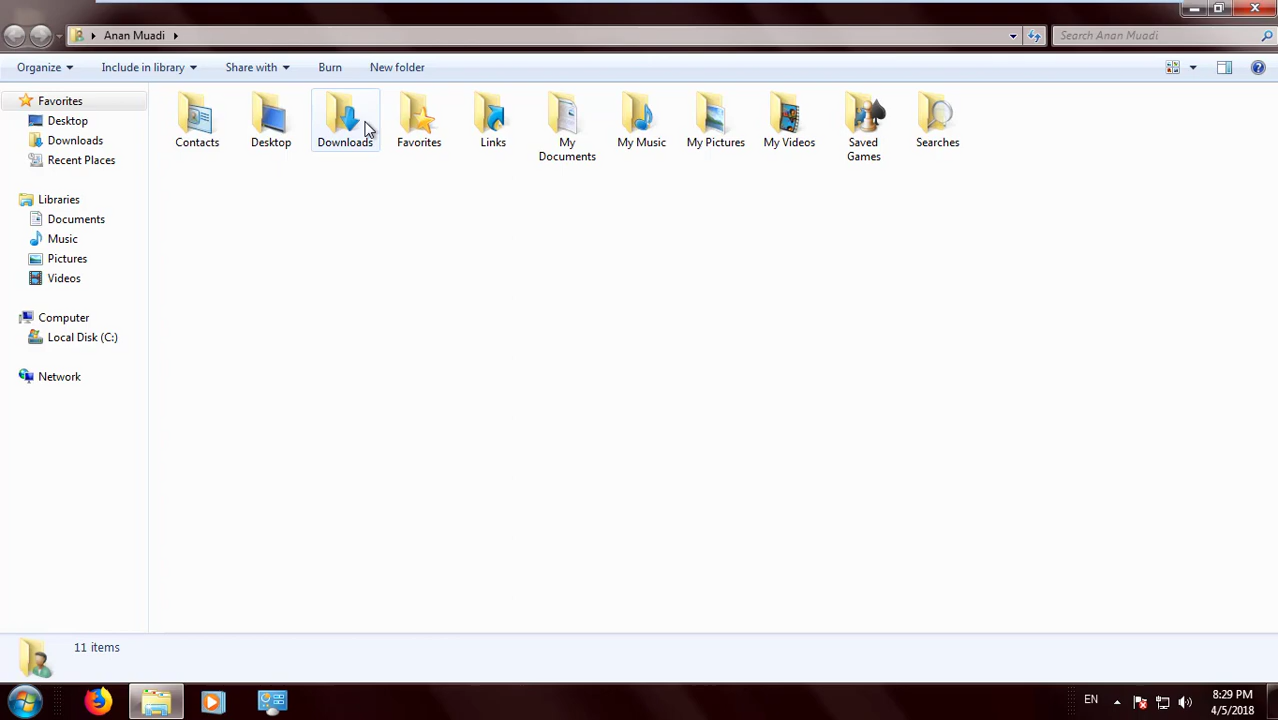 Anan Muadi
Search Anan Muadi
Organize
Include in library
Share with
Burn
New folder
Favorites
Desktop
Downloads
Recent Places
Libraries
Documents
Music
Pictures
Videos
Computer
Local Disk (C:)
Network
Contacts
Desktop
Downloads
Favorites
Links
My
Documents
My Music
My Pictures
My Videos
Saved
Games
Searches
11 items
EN
8:29 PM
4/5/2018